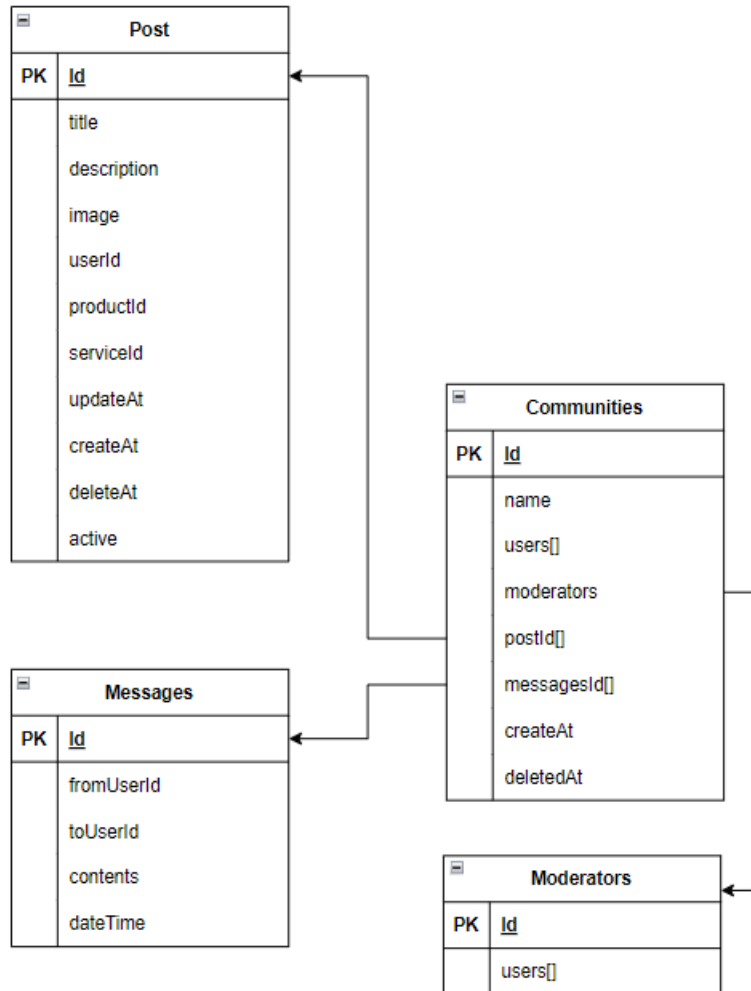 Post
PK Id
title
description
image
userId
productId
serviceId
updateAt
createAt
deleteAt
active
Communities
PK Id
name
users[]
moderators
postId[]
messagesId[]
createAt
deletedAt
Messages
PK Id
fromUserId
toUserId
contents
dateTime
Moderators
PK Id
users[]